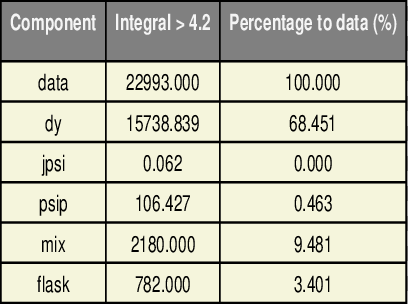 Component Integral > 4.2 Percentage to data (%)
data 22993.000 100.000
dy 15738.839 68.451
jpsi 0.062 0.000
psip 106.427 0.463
mix 2180.000 9.481
flask 782.000 3.401